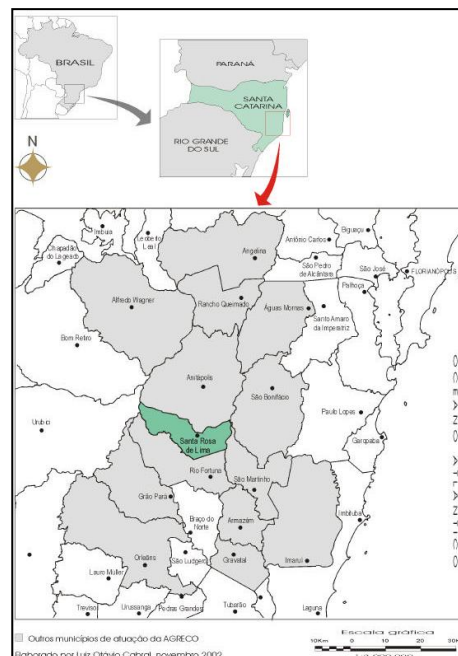 BRASIL
PARANÁ
SANTA
CATARINA
RIO GRANDE
DO SUL
N
Imbuia
Leoberto
Leal
Chapadão
do Lageado
Angelina
Antônio Carlos
Biguaçu
São Pedro
de Alcântara
São José
FLORIANÓPOLIS
Palhoça
Alfredo Wagner
Rancho Queimado
Águas Mornas
Santo Amaro
da Imperatriz
Bom Retiro
OCEANO ATLÂNTICO
Anitápolis
São Bonifácio
Paulo Lopes
Garopaba
Urubici
Santa Rosa
de Lima
Rio Fortuna
São Martinho
Grão Pará
Braço do
Norte
Armazém
Imbituba
Orleans
São Ludgero
Gravatal
Imaruí
Lauro Müller
Treviso
Urussanga
Pedras Grandes
Tubarão
Laguna
Outros municípios de atuação da AGRECO
Escala gráfica
10Km 0 10 20 30K
Elaborado por Luiz Otávio Cabral, novembro 2002